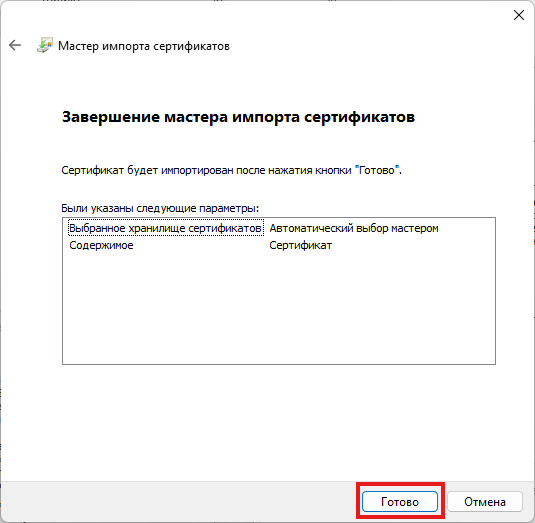 Мастер импорта сертификатов
Завершение мастера импорта сертификатов
Сертификат будет импортирован после нажатия кнопки "Готово".
Были указаны следующие параметры:
Выбранное хранилище сертификатов Автоматический выбор мастером
Содержимое Сертификат
Готово Отмена